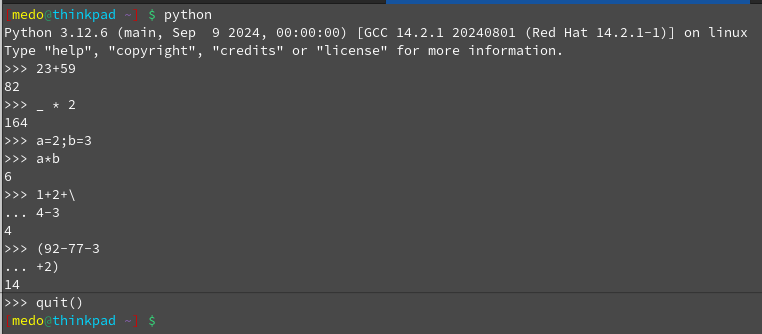 [medo@thinkpad ~] $ python
Python 3.12.6 (main, Sep  9 2024, 00:00:00) [GCC 14.2.1 20240801 (Red Hat 14.2.1-1)] on linux
Type "help", "copyright", "credits" or "license" for more information.
>>> 23+59
82
>>> _ * 2
164
>>> a=2;b=3
>>> a*b
6
>>> 1+2+\
... 4-3
4
>>> (92-77-3
... +2)
14
>>> quit()
[medo@thinkpad ~] $